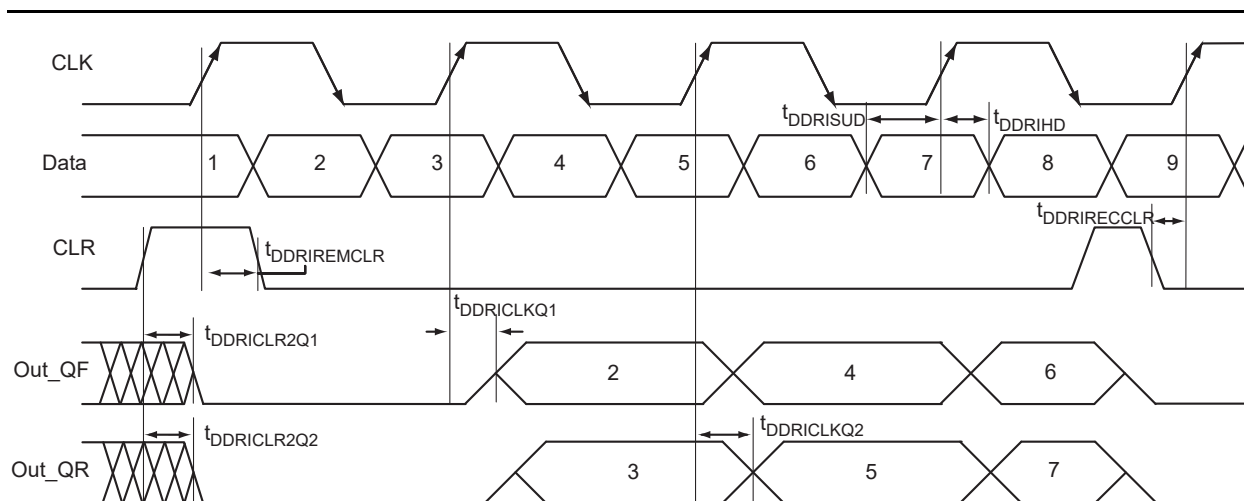 CLK
tDDRISUD
tDDRIHD
Data
1 2 3 4 5 6 7 8 9
tDDRIRECCLR
CLR
tDDRIREMCLR
tDDRICLKQ1
tDDRICLR2Q1
Out_QF
2 4 6
tDDRICLR2Q2
tDDRICLKQ2
Out_QR
3 5 7